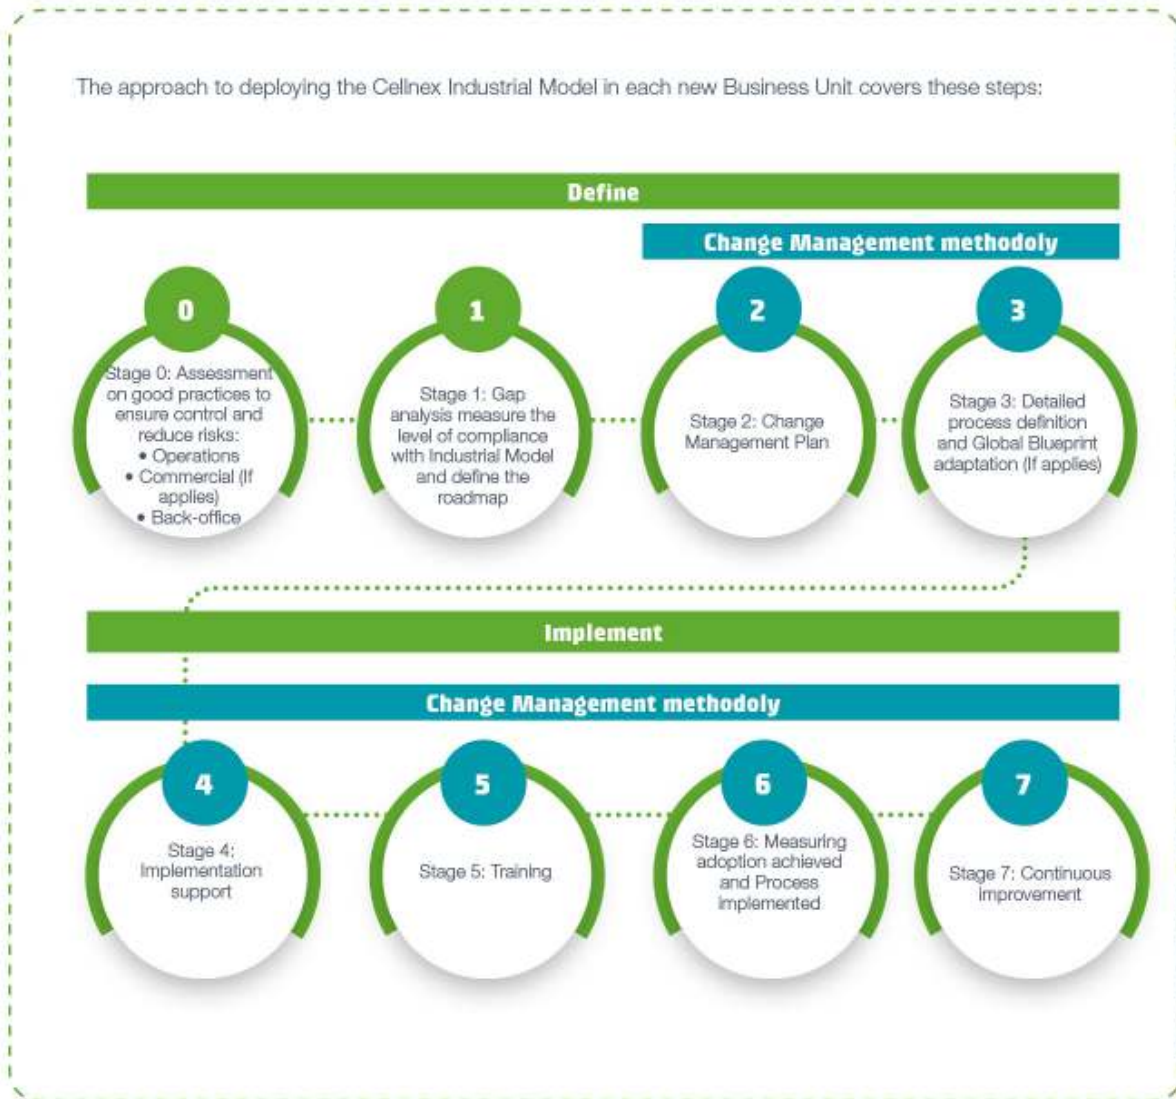 The approach to deploying the Cellnex Industrial Model in each new Business Unit covers these steps:
Define
Change Management methodoly
0
1
2
3
Stage 0: Assessment
on good practices to
ensure control and
reduce risks:
• Operations
• Commercial (If
applies)
• Back-office
Stage 1: Gap
analysis measure the
level of compliance
with Industrial Model
and define the
roadmap
Stage 2: Change
Management Plan
Stage 3: Detailed
process definition
and Global Blueprint
adaptation (If applies)
Implement
Change Management methodoly
4
5
6
7
Stage 4:
Implementation
support
Stage 5: Training
Stage 6: Measuring
adoption achieved
and Process
implemented
Stage 7: Continuous
improvement